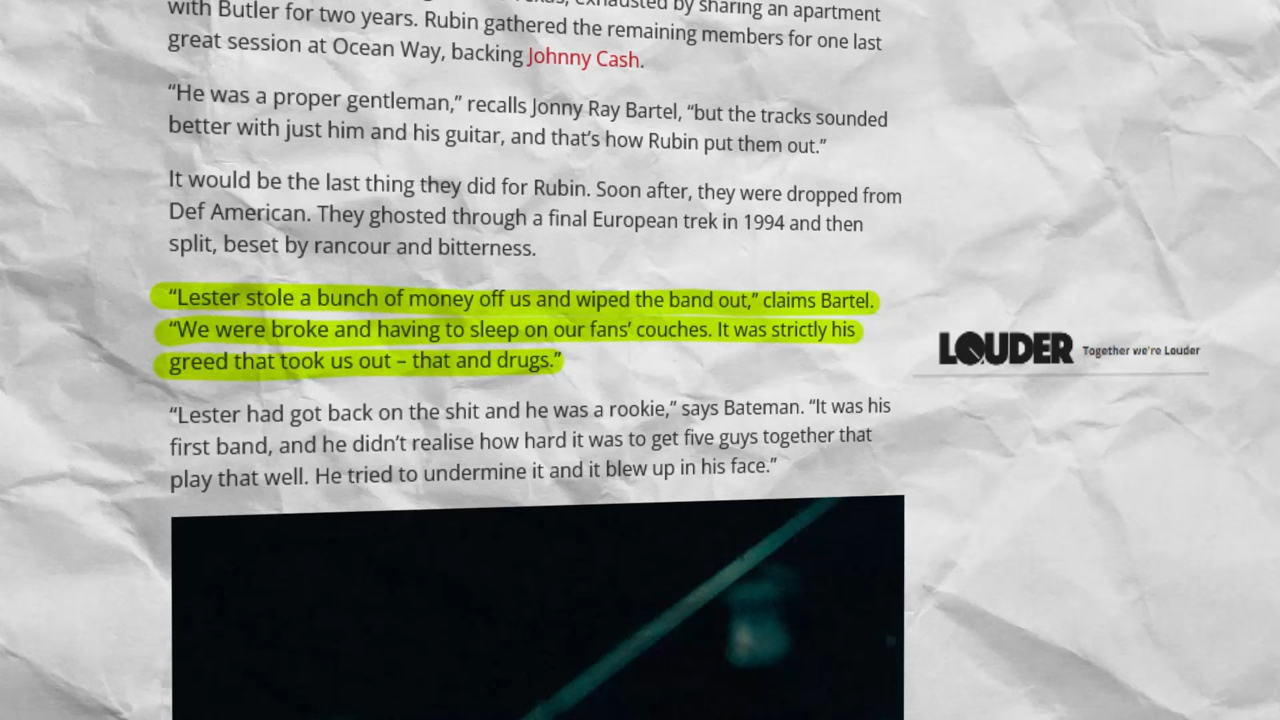 exhausted by sharing an apartment
with Butler for two years. Rubin gathered the remaining members for one last
great session at Ocean Way, backing Johnny Cash.
“He was a proper gentleman,” recalls Jonny Ray Bartel, “but the tracks sounded
better with just him and his guitar, and that’s how Rubin put them out.”
It would be the last thing they did for Rubin. Soon after, they were dropped from
Def American. They ghosted through a final European trek in 1994 and then
split, beset by rancour and bitterness.
“Lester stole a bunch of money off us and wiped the band out,” claims Bartel.
“We were broke and having to sleep on our fans’ couches. It was strictly his
greed that took us out – that and drugs.”
LOUDER Together we're Louder
“Lester had got back on the shit and he was a rookie,” says Bateman. “It was his
first band, and he didn’t realise how hard it was to get five guys together that
play that well. He tried to undermine it and it blew up in his face.”